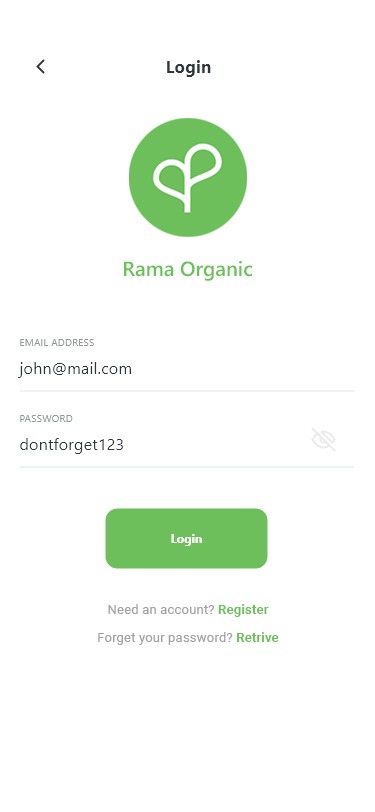 Login
Rama Organic
EMAIL ADDRESS
john@mail.com
PASSWORD
dontforget123
Login
Need an account? Register
Forget your password? Retrive